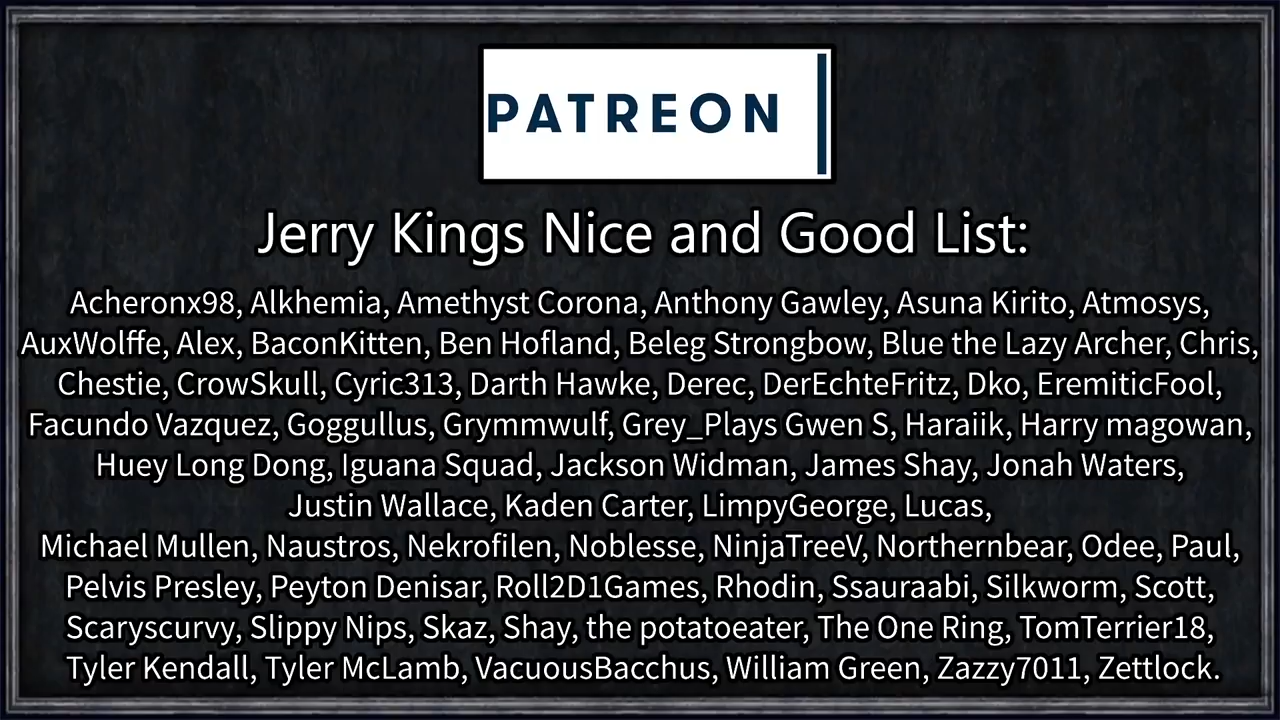 PATREON
Jerry Kings Nice and Good List:
Acheronx98, Alkhemia, Amethyst Corona, Anthony Gawley, Asuna Kirito, Atmosys,
AuxWolffe, Alex, BaconKitten, Ben Hofland, Beleg Strongbow, Blue the Lazy Archer, Chris,
Chestie, CrowSkull, Cyric313, Darth Hawke, Derec, DerEchteFritz, Dko, EremiticFool,
Facundo Vazquez, Goggullus, Grymmwulf, Grey_Plays Gwen S, Haraiik, Harry magowan,
Huey Long Dong, Iguana Squad, Jackson Widman, James Shay, Jonah Waters,
Justin Wallace, Kaden Carter, LimpyGeorge, Lucas,
Michael Mullen, Naustros, Nekrofilen, Noblesse, NinjaTreeV, Northernbear, Odee, Paul,
Pelvis Presley, Peyton Denisar, Roll2D1Games, Rhodin, Ssauraabi, Silkworm, Scott,
Scaryscurvy, Slippy Nips, Skaz, Shay, the potatoeater, The One Ring, TomTerrier18,
Tyler Kendall, Tyler McLamb, VacuousBacchus, William Green, Zazzy7011, Zettlock.